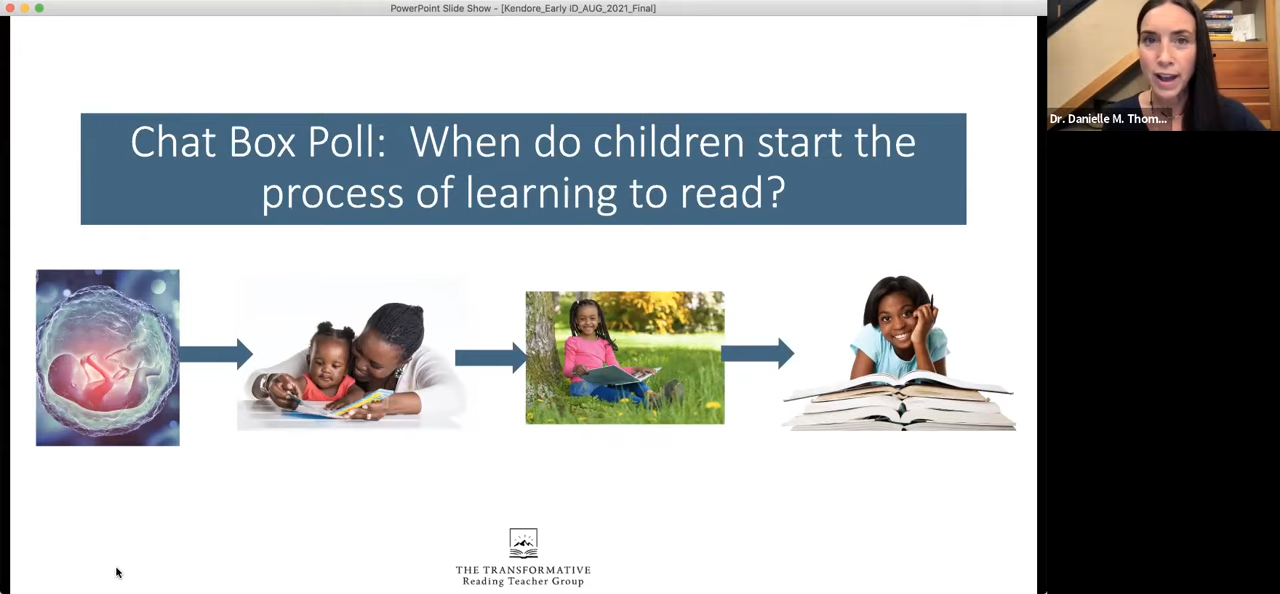 PowerPoint Slide Show - [Kendore_Early ID_AUG_2021_Final]
Dr. Danielle M. Thom...
Chat Box Poll:  When do children start the
process of learning to read?
THE TRANSFORMATIVE
Reading Teacher Group